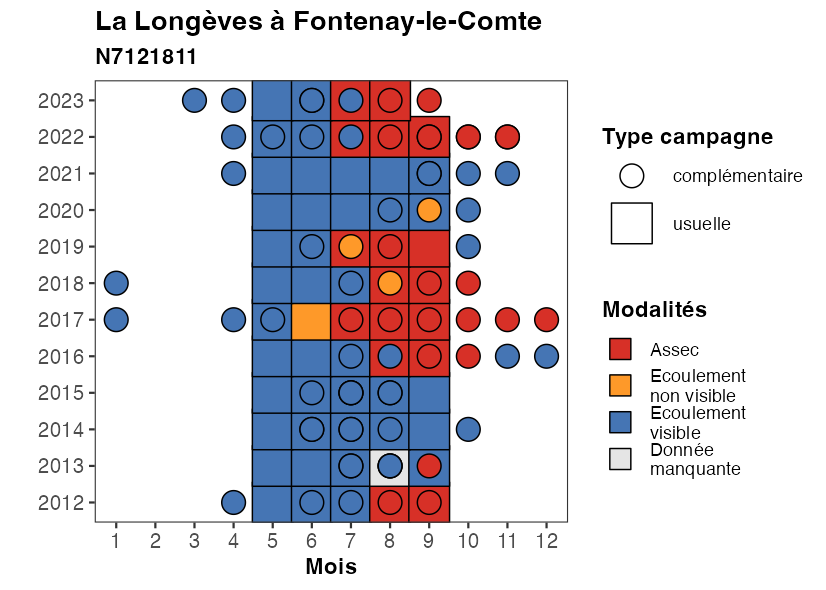 La Longèves à Fontenay-le-Comte
N7121811
2023
2022
2021
2020
2019
2018
2017
2016
2015
2014
2013
2012
1 2 3 4 5 6 7 8 9 10 11 12
Mois
Type campagne
complémentaire
usuelle
Modalités
Assec
Ecoulement
non visible
Ecoulement
visible
Donnée
manquante